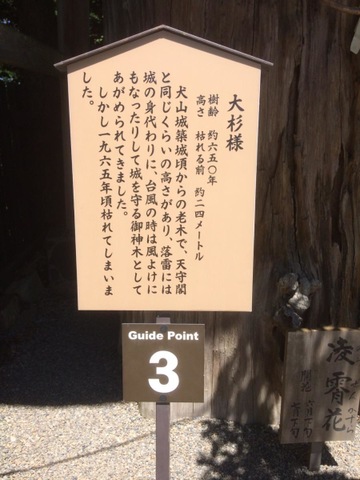 大杉様
樹齢 約六五〇年
高さ 枯れる前 約二四メートル
犬山城築城頃からの老木で、天守閣
と同じくらいの高さがあり、落雷には
城の身代わりに、台風の時は風よけに
もなったりして城を守る御神木として
あがめられてきました。
しかし一九六五年頃枯れてしまいま
した。
Guide Point
3
凌霄花